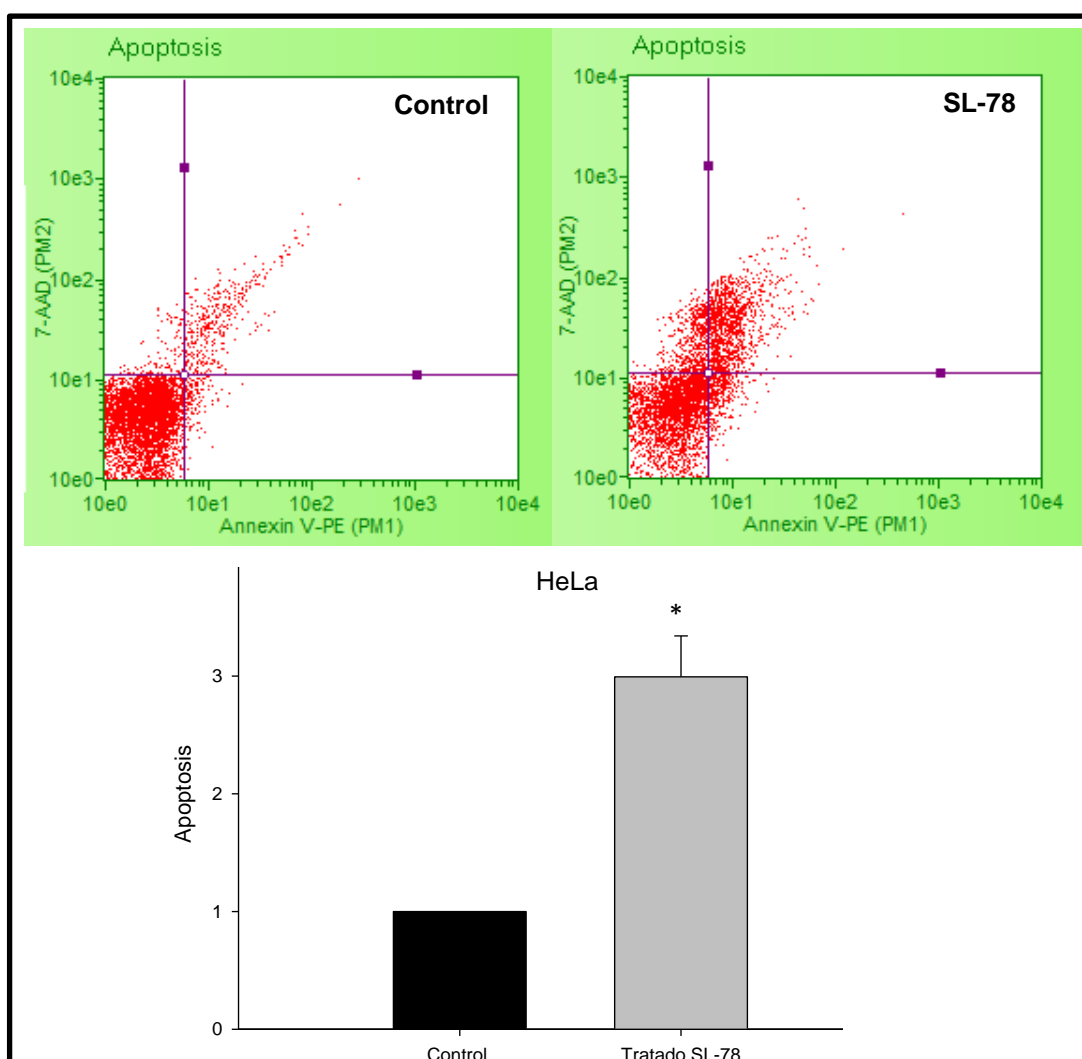 Apoptosis
Control
10e4
10e3
10e2
10e1
10e0
7-AAD (PM2)
10e0 10e1 10e2 10e3 10e4
Annexin V-PE (PM1)
Apoptosis
SL-78
10e4
10e3
10e2
10e1
10e0
7-AAD (PM2)
10e0 10e1 10e2 10e3 10e4
Annexin V-PE (PM1)
HeLa
*
3
2
1
0
Apoptosis
Control Tratado SL-78